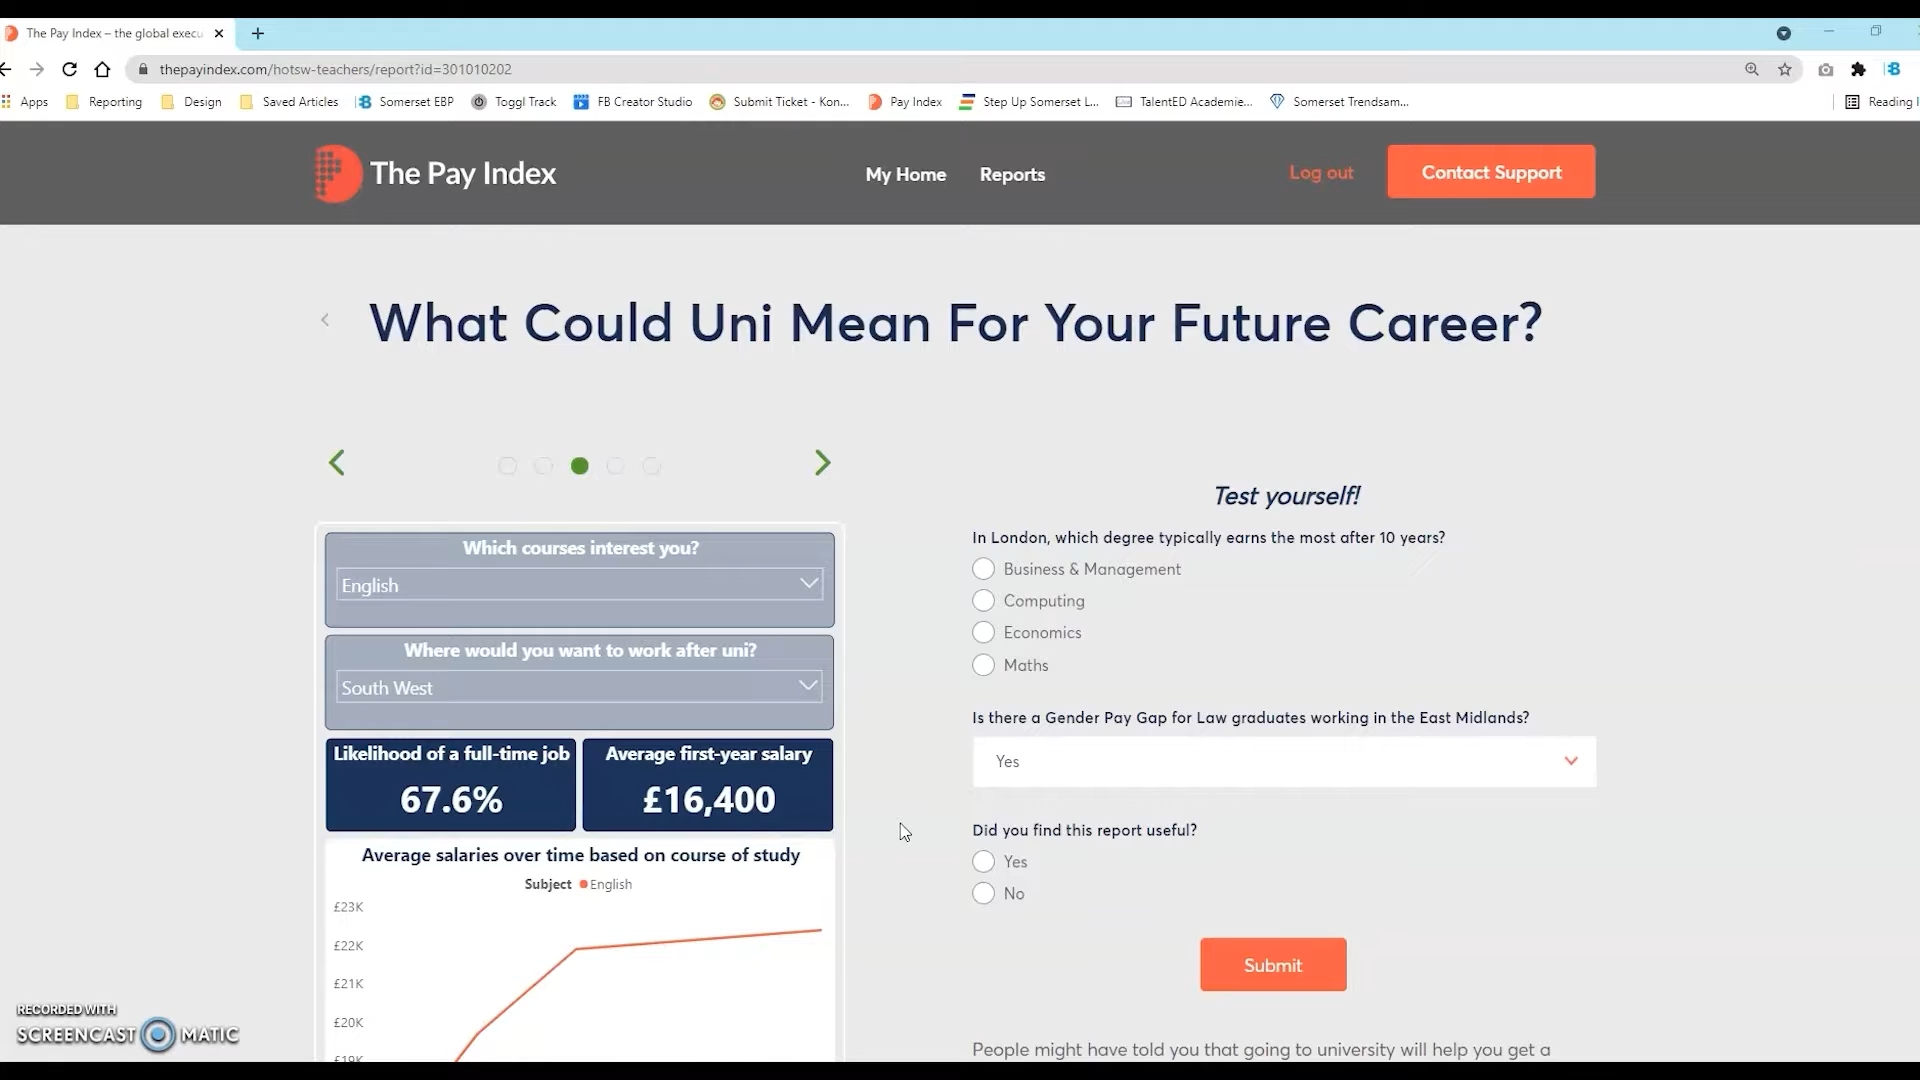 The Pay Index – the global execu
thepayindex.com/hotsw-teachers/report?id=301010202
Apps Reporting Design Saved Articles Somerset EBP Toggl Track FB Creator Studio Submit Ticket - Kon... Pay Index Step Up Somerset L... TalentED Academie... Somerset Trendsam... Reading l
The Pay Index My Home Reports Log out Contact Support
What Could Uni Mean For Your Future Career?
Which courses interest you?
English
Where would you want to work after uni?
South West
Likelihood of a full-time job
67.6%
Average first-year salary
£16,400
Average salaries over time based on course of study
Subject English
£23K
£22K
£21K
£20K
£19K
Test yourself!
In London, which degree typically earns the most after 10 years?
Business & Management
Computing
Economics
Maths
Is there a Gender Pay Gap for Law graduates working in the East Midlands?
Yes
Did you find this report useful?
Yes
No
Submit
People might have told you that going to university will help you get a
RECORDED WITH
SCREENCAST MATIC